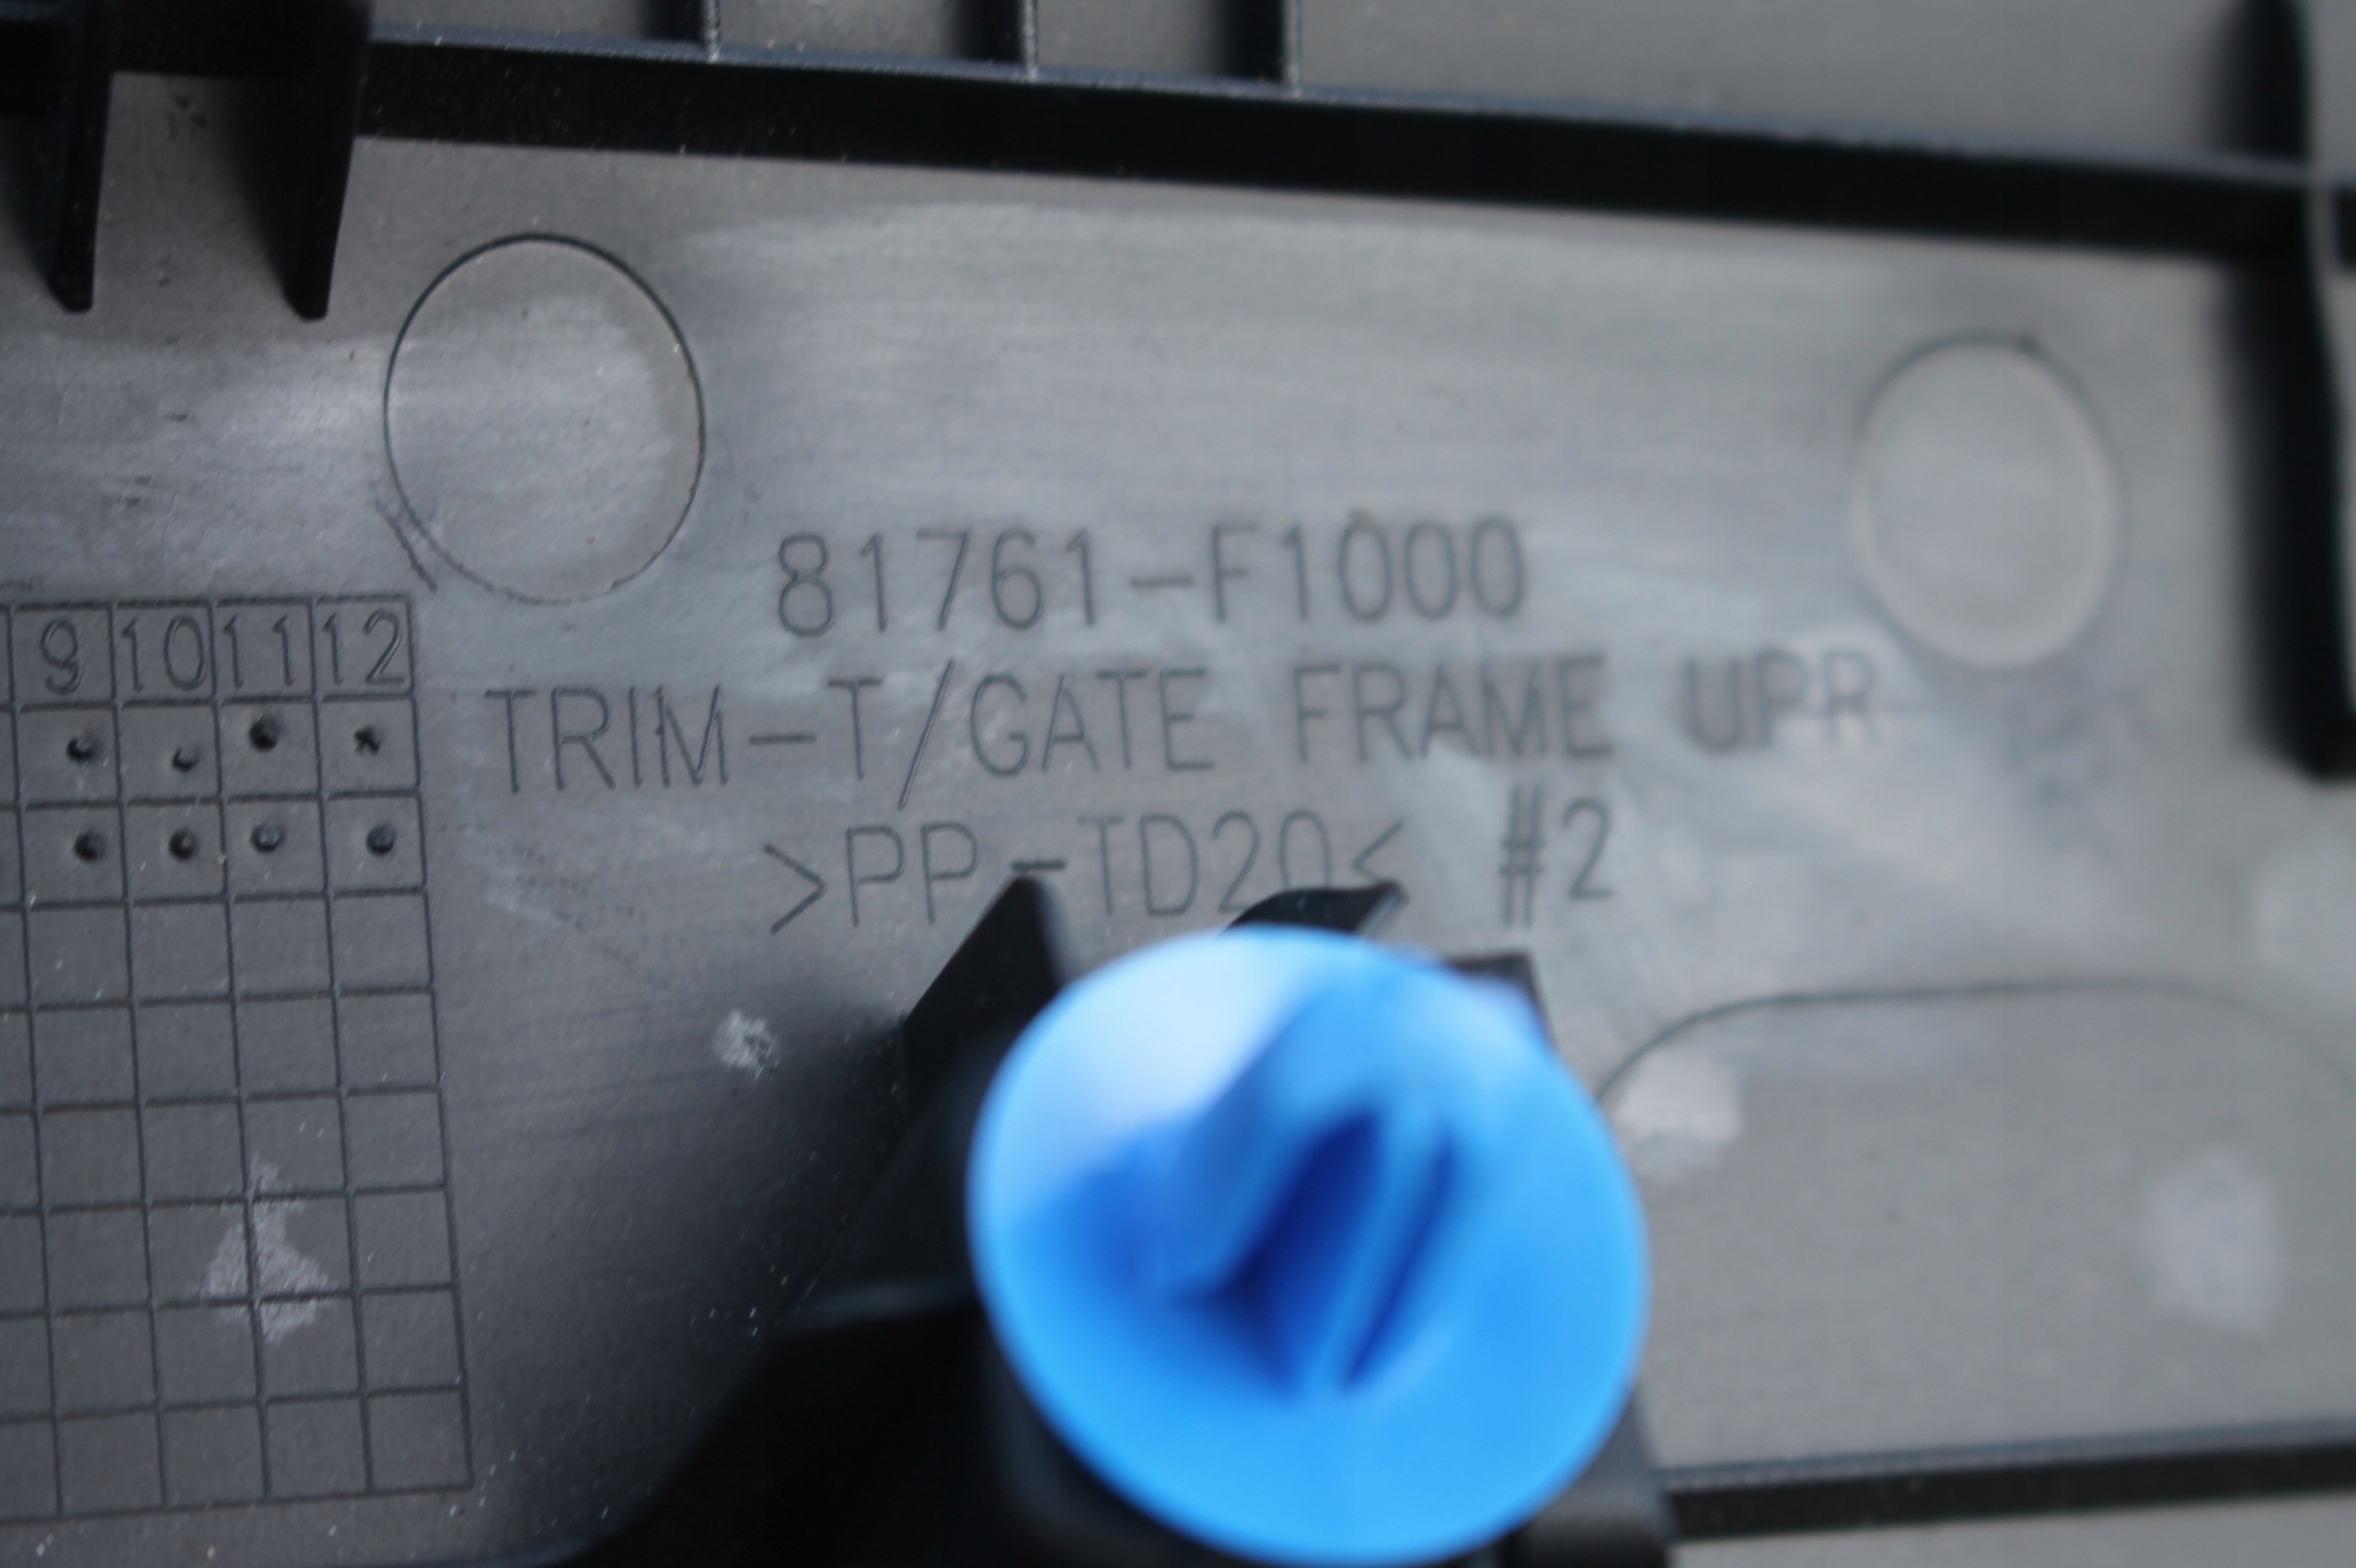 81761-F1000
TRIM-T/GATE FRAME UPR
>PP-TD20< #2
9 10 11 12